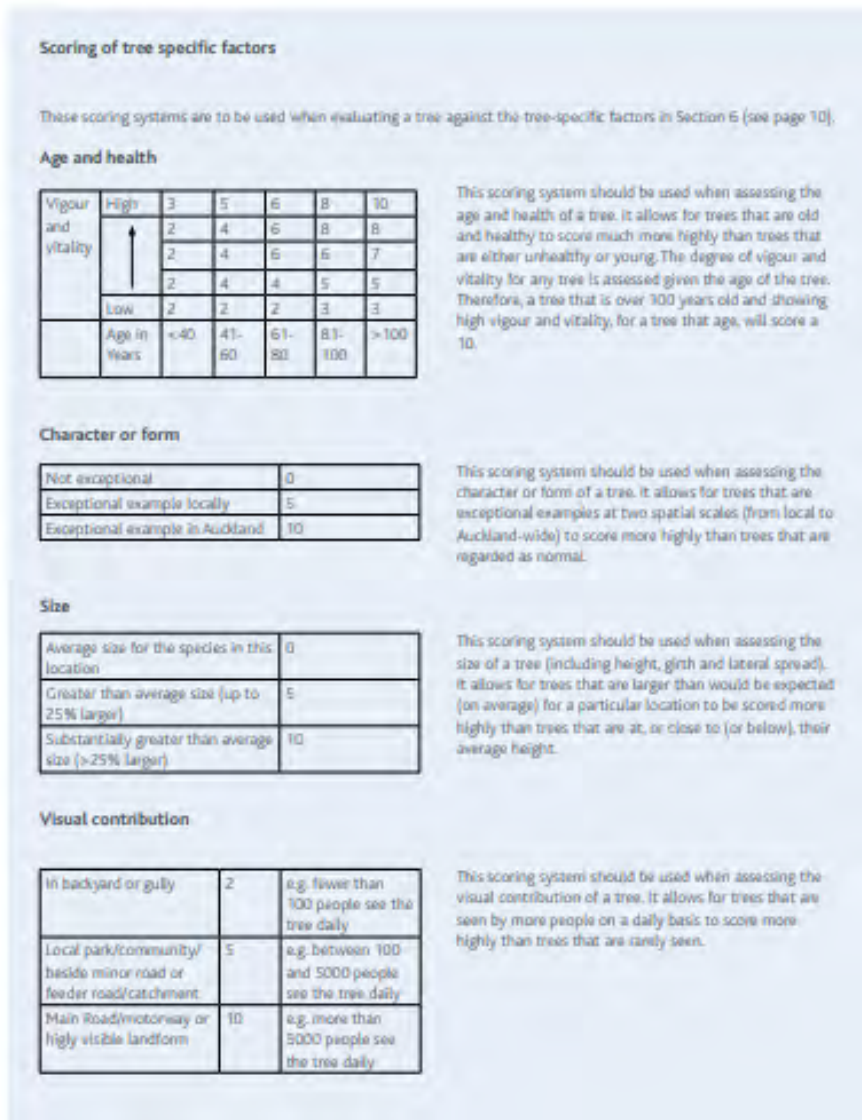 Scoring of tree specific factors
These scoring systems are to be used when evaluating a tree against the tree-specific factors in Section 6 (see page 10).
Age and health
Vigour and vitality High 3 5 6 8 10
2 4 6 8 8
2 4 6 6 7
2 4 4 5 5
Low 2 2 2 3 3
Age in Years <40 41-60 61-80 81-100 >100
This scoring system should be used when assessing the
age and health of a tree. It allows for trees that are old
and healthy to score much more highly than trees that
are either unhealthy or young. The degree of vigour and
vitality for any tree is assessed given the age of the tree.
Therefore, a tree that is over 100 years old and showing
high vigour and vitality, for a tree that age, will score a
10.
Character or form
Not exceptional 0
Exceptional example locally 5
Exceptional example in Auckland 10
This scoring system should be used when assessing the
character or form of a tree. It allows for trees that are
exceptional examples at two spatial scales (from local to
Auckland-wide) to score more highly than trees that are
regarded as normal.
Size
Average size for the species in this
location
0
Greater than average size (up to
25% larger)
5
Substantially greater than average
size (>25% larger)
10
This scoring system should be used when assessing the
size of a tree (including height, girth and lateral spread).
It allows for trees that are larger than would be expected
(on average) for a particular location to be scored more
highly than trees that are at, or close to (or below), their
average height.
Visual contribution
In backyard or gully
2
e.g. fewer than
100 people see the
tree daily
Local park/community/
beside minor road or
feeder road/catchment
5
e.g. between 100
and 5000 people
see the tree daily
Main Road/motorway or
higly visible landform
10
e.g. more than
5000 people see
the tree daily
This scoring system should be used when assessing the
visual contribution of a tree. It allows for trees that are
seen by more people on a daily basis to score more
highly than trees that are rarely seen.